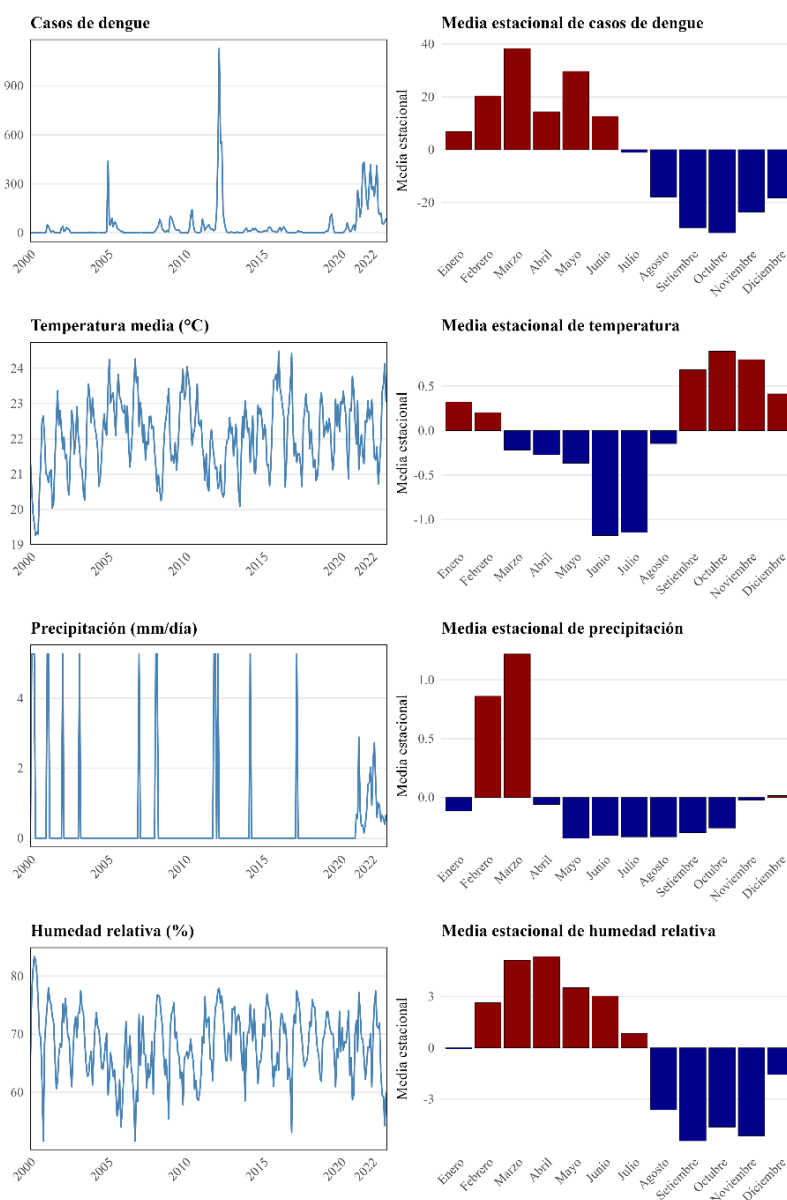 Casos de dengue
900
600
300
0
2000
2005
2010
2015
2020
2022
Media estacional de casos de dengue
Media estacional
40
20
0
-20
Enero
Febrero
Marzo
Abril
Mayo
Junio
Julio
Agosto
Setiembre
Octubre
Noviembre
Diciembre
Temperatura media (°C)
24
23
22
21
20
19
2000
2005
2010
2015
2020
2022
Media estacional de temperatura
Media estacional
0.5
0.0
-0.5
-1.0
Enero
Febrero
Marzo
Abril
Mayo
Junio
Julio
Agosto
Setiembre
Octubre
Noviembre
Diciembre
Precipitación (mm/día)
4
2
0
2000
2005
2010
2015
2020
2022
Media estacional de precipitación
Media estacional
1.0
0.5
0.0
Enero
Febrero
Marzo
Abril
Mayo
Junio
Julio
Agosto
Setiembre
Octubre
Noviembre
Diciembre
Humedad relativa (%)
80
70
60
2000
2005
2010
2015
2020
2022
Media estacional de humedad relativa
Media estacional
3
0
-3
Enero
Febrero
Marzo
Abril
Mayo
Junio
Julio
Agosto
Setiembre
Octubre
Noviembre
Diciembre